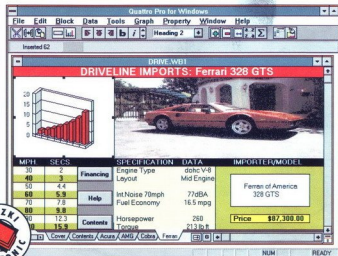 Quattro Pro for Windows
File Edit Block Data Tools Graph Property Window Help
Heading 2
Inserted 62
DRIVE.WB1
DRIVELINE IMPORTS: Ferrari 328 GTS
20
15
10
5
0
MPH. SECS SPECIFICATION DATA IMPORTER/MODEL
30 2 Financing Engine Type dohc V-8
40 3 Layout Mid Engine
50 4.4 Ferrari of America
60 5.9 Help Int.Noise 70mph 77dBA 328 GTS
70 7.8 Fuel Economy 16.5 mpg
80 9.8
12.3 Contents Horsepower 260 Price $87,300.00
15.9 Torque 213 lb ft
Cover Contents Acura AMG Cobra Ferrari
NUM READY